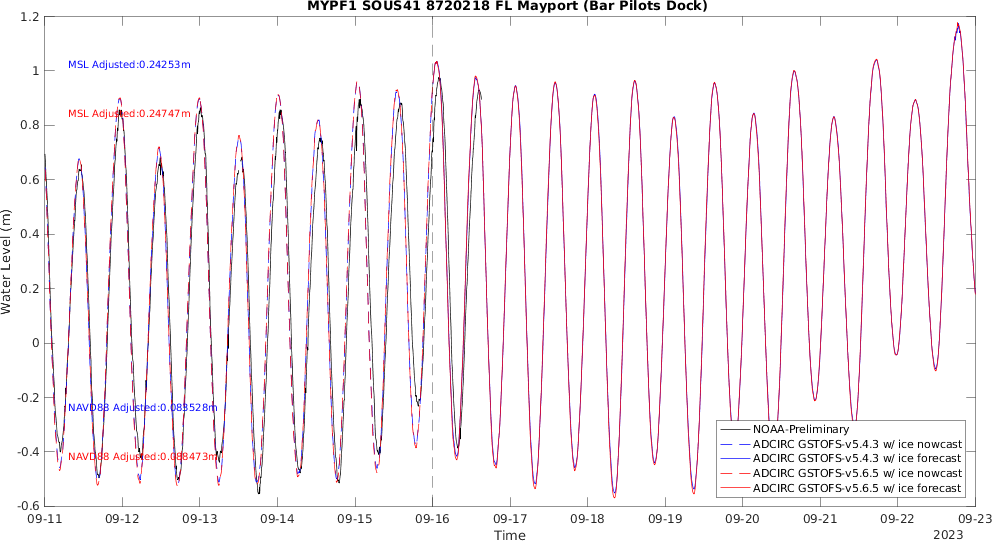 MYPF1 SOUS41 8720218 FL Mayport (Bar Pilots Dock)
1.2
1
0.8
0.6
0.4
0.2
0
-0.2
-0.4
-0.6
Water Level (m)
MSL Adjusted:0.24253m
MSL Adjusted:0.24747m
NAVD88 Adjusted:0.083528m
NAVD88 Adjusted:0.088473m
NOAA-Preliminary
ADCIRC GSTOFS-v5.4.3 w/ ice nowcast
ADCIRC GSTOFS-v5.4.3 w/ ice forecast
ADCIRC GSTOFS-v5.6.5 w/ ice nowcast
ADCIRC GSTOFS-v5.6.5 w/ ice forecast
09-11 09-12 09-13 09-14 09-15 09-16 09-17 09-18 09-19 09-20 09-21 09-22 09-23
Time
2023